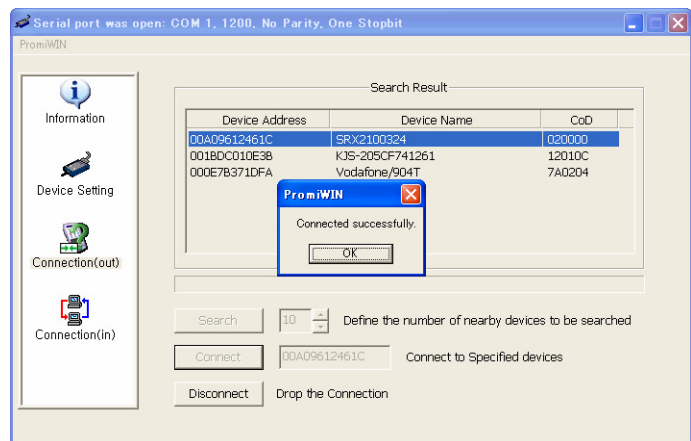 Serial port was open: COM 1, 1200, No Parity, One Stopbit
PromiWIN
Information
Device Setting
Connection(out)
Connection(in)
Search Result
Device Address Device Name CoD
00A09612461C SRX2100324 020000
001BDC010E3B KJS-205CF741261 12010C
000E7B371DFA Vodafone/904T 7A0204
PromiWIN
Connected successfully.
OK
Search 10 Define the number of nearby devices to be searched
Connect 00A09612461C Connect to Specified devices
Disconnect Drop the Connection